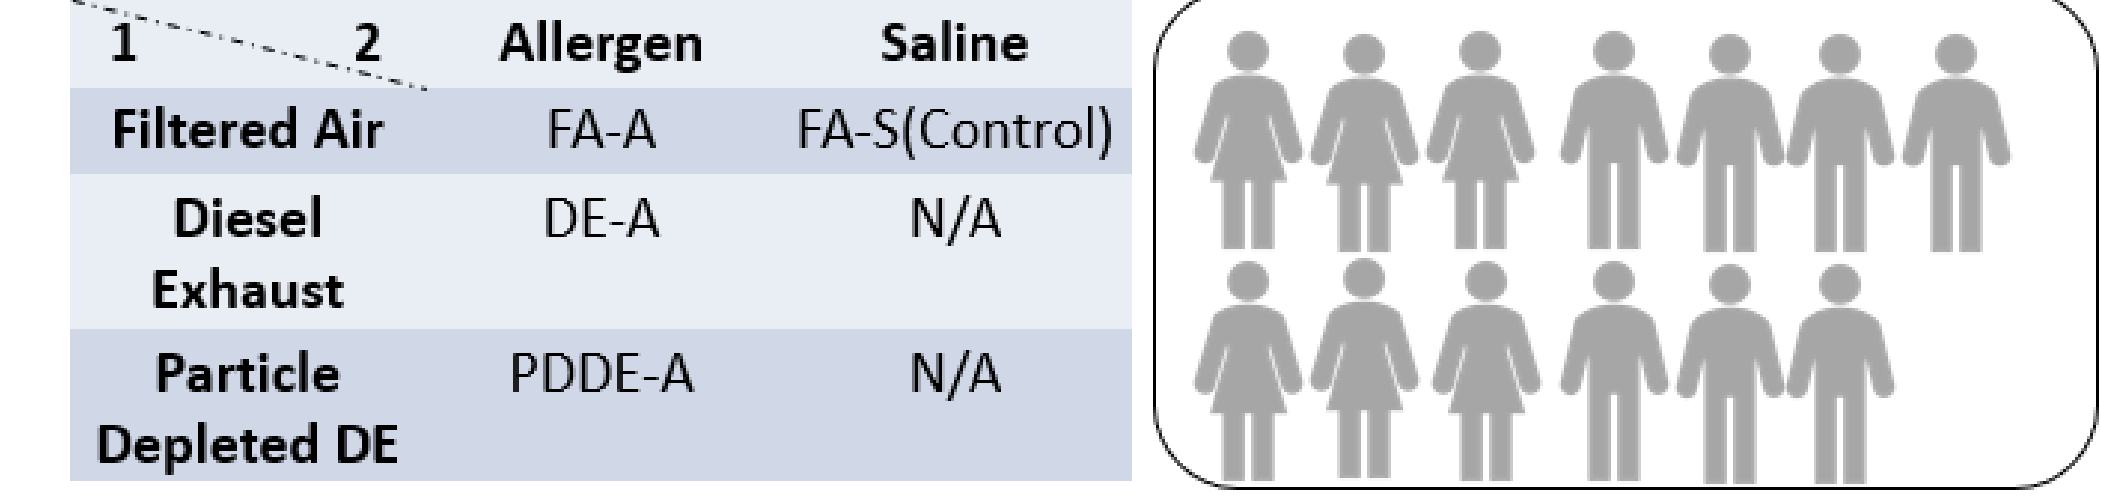 1 2 Allergen Saline
Filtered Air FA-A FA-S(Control)
Diesel DE-A N/A
Exhaust
Particle PDDE-A N/A
Depleted DE